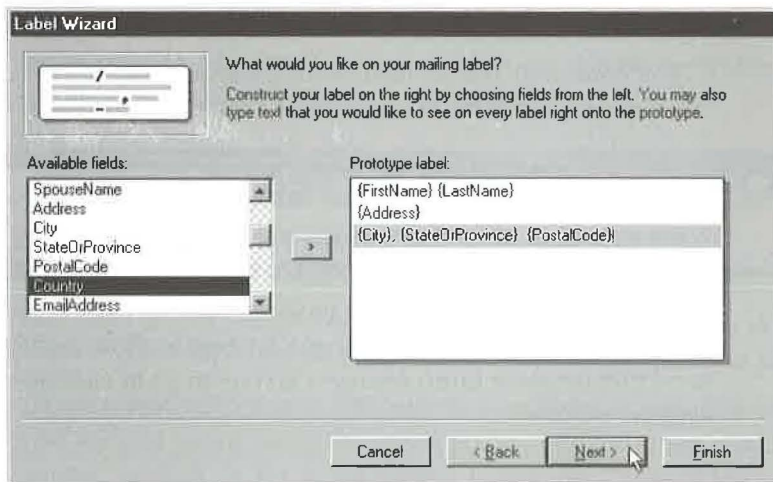 Label Wizard
What would you like on your mailing label?
Construct your label on the right by choosing fields from the left. You may also
type text that you would like to see on every label right onto the prototype.
Available fields:
SpouseName
Address
City
StateOrProvince
PostalCode
Country
EmailAddress
>
Prototype label:
{FirstName} {LastName}
{Address}
{City}, {StateOrProvince} {PostalCode}
Cancel
< Back
Next >
Finish